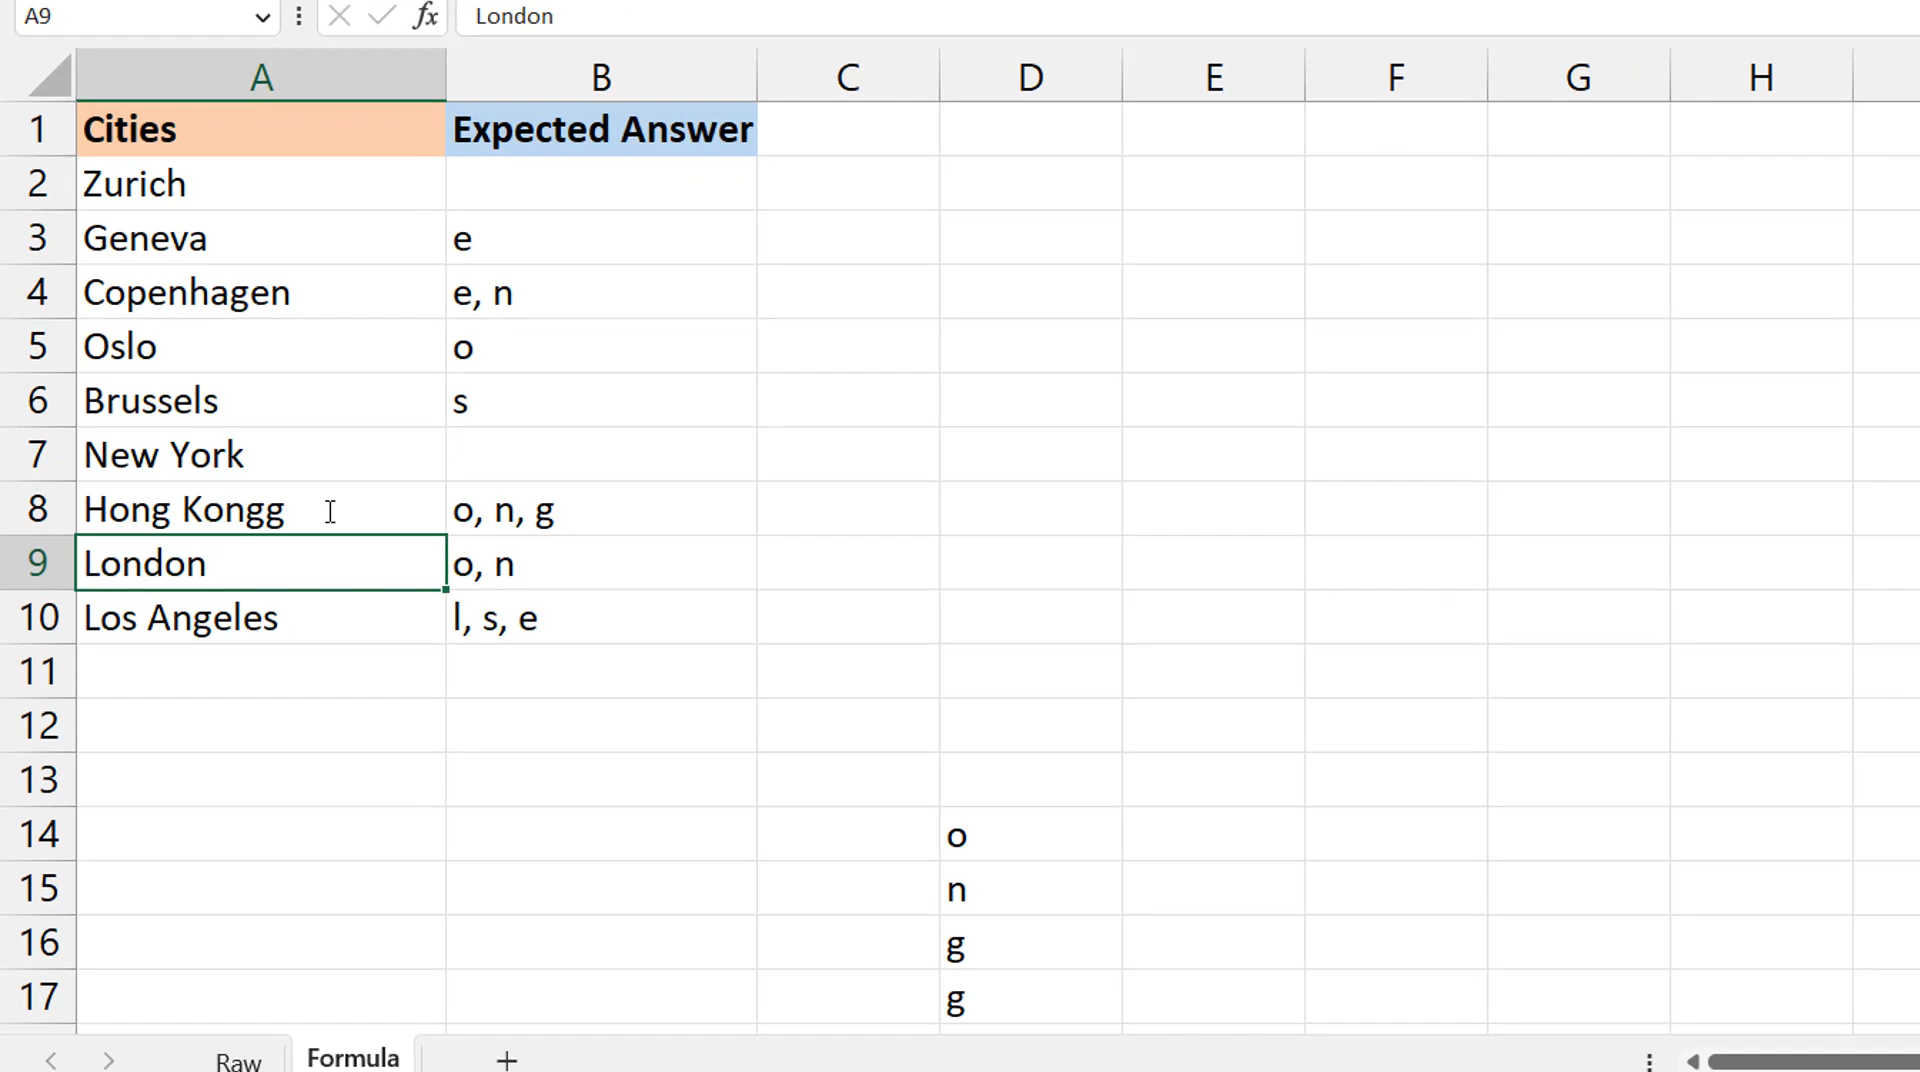 A9 fx London
A B C D E F G H
1 Cities Expected Answer
2 Zurich
3 Geneva e
4 Copenhagen e, n
5 Oslo o
6 Brussels s
7 New York
8 Hong Kongg o, n, g
9 London o, n
10 Los Angeles l, s, e
11
12
13
14 o
15 n
16 g
17 g
Raw Formula